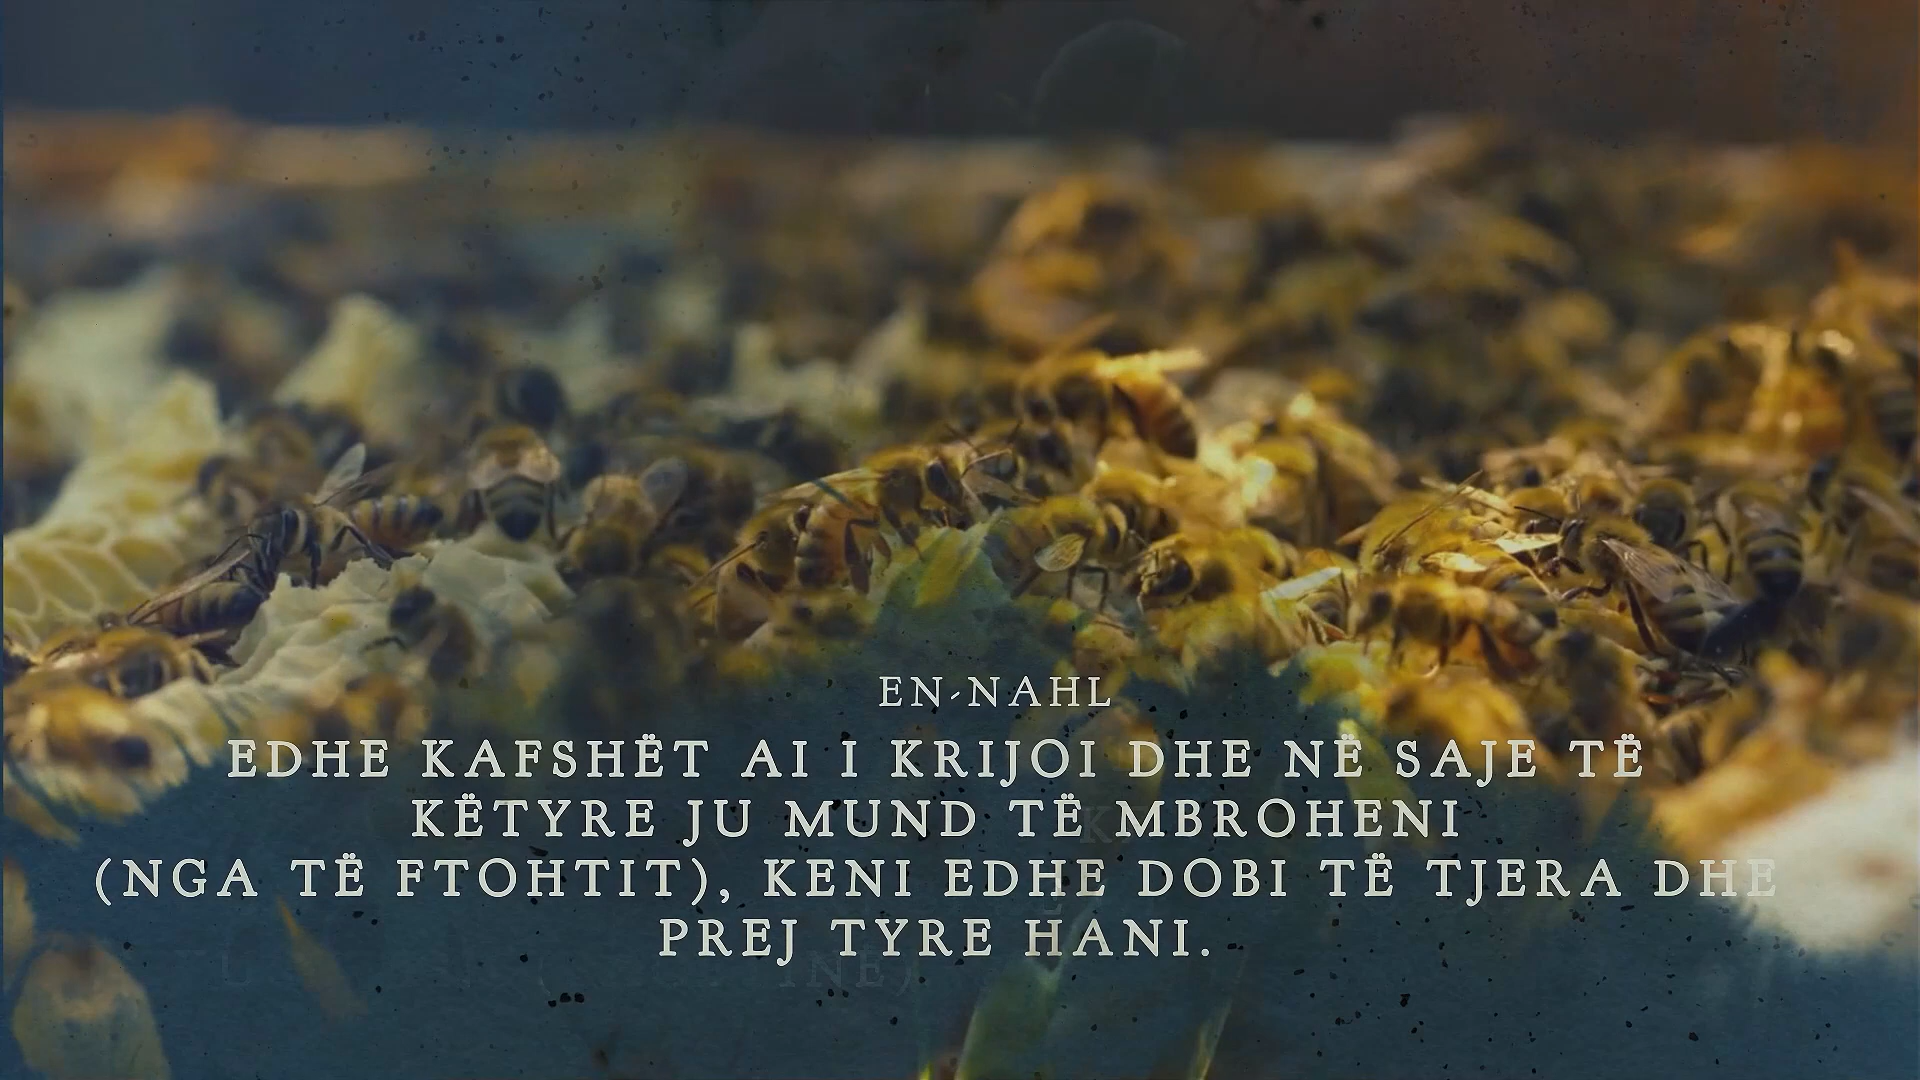 EN-NAHL
EDHE KAFSHËT AI I KRIJOI DHE NË SAJE TË
KËTYRE JU MUND TË MBROHENI
(NGA TË FTOHTIT), KENI EDHE DOBI TË TJERA DHE
PREJ TYRE HANI.